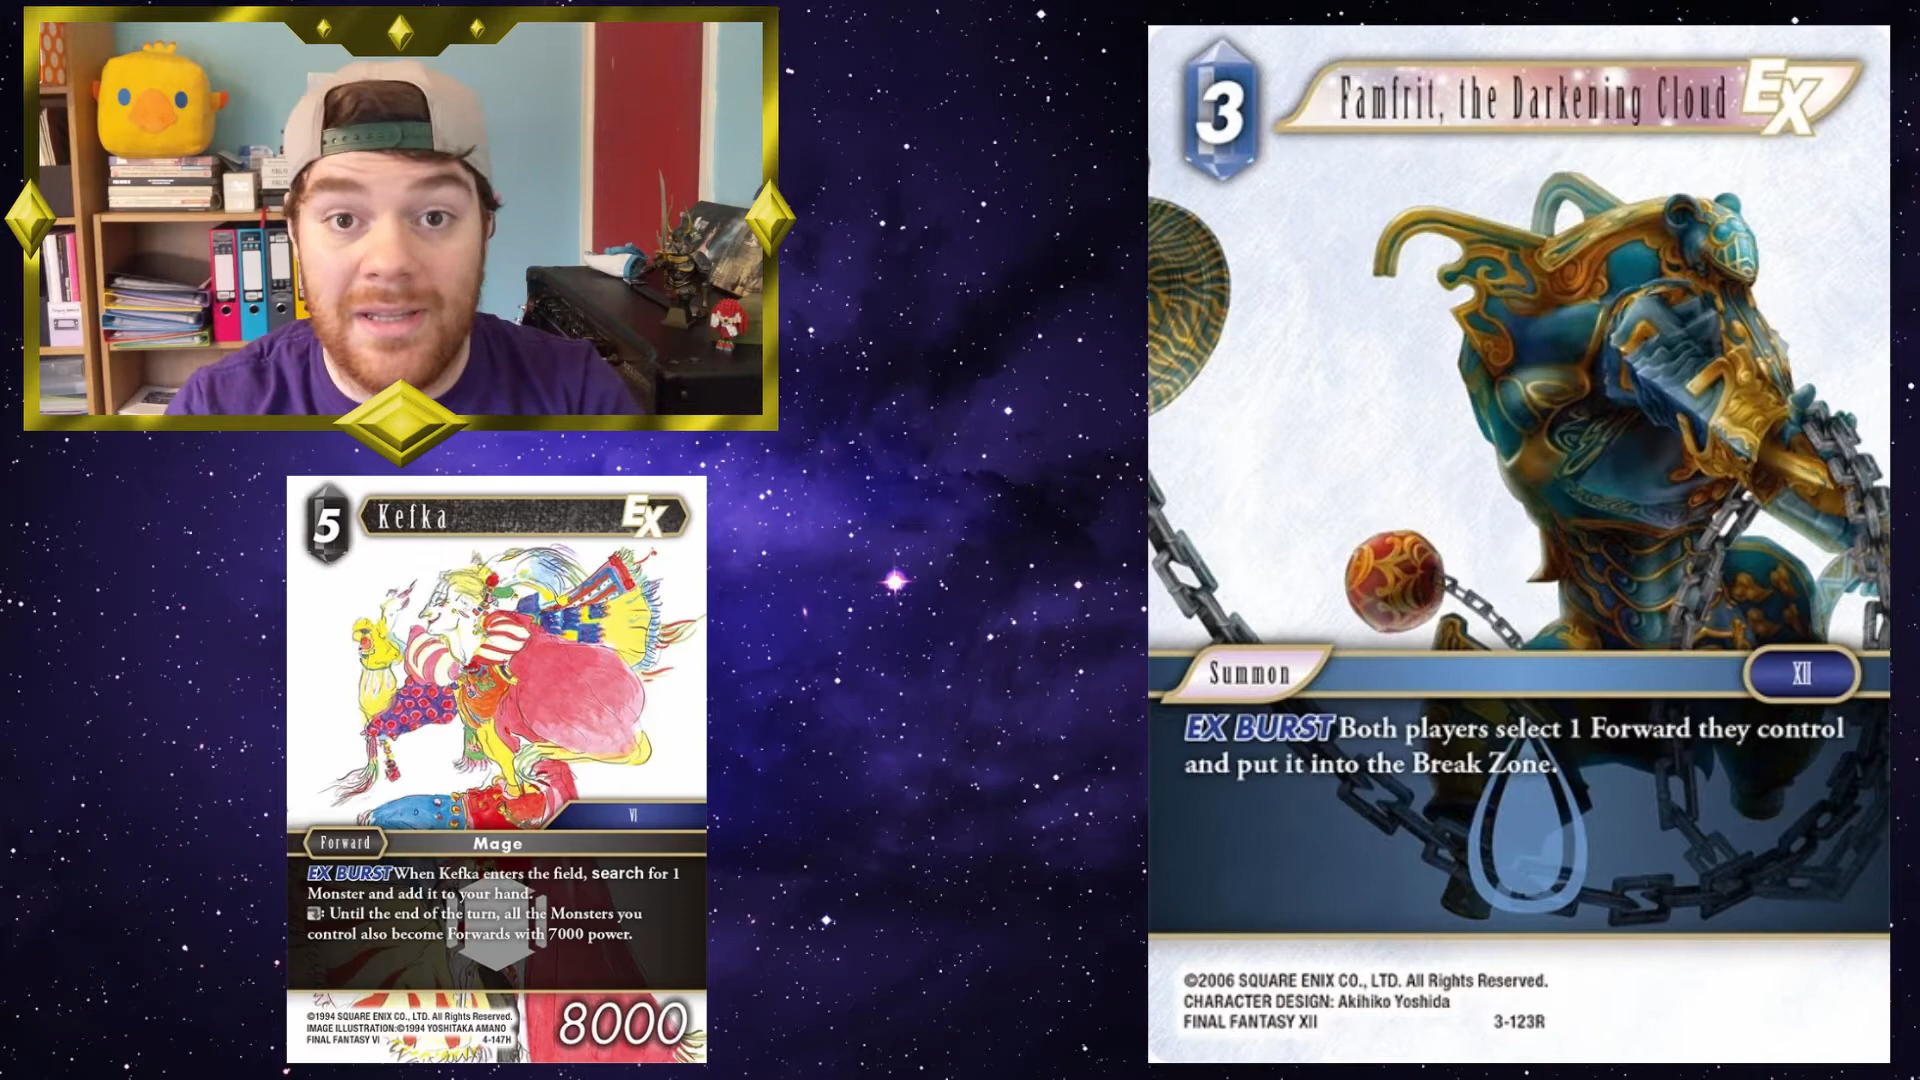 5
Kefka
EX
VI
Forward
Mage
EX BURST When Kefka enters the field, search for 1
Monster and add it to your hand.
: Until the end of the turn, all the Monsters you
control also become Forwards with 7000 power.
©1994 SQUARE ENIX CO., LTD. All Rights Reserved.
IMAGE ILLUSTRATION:©1994 YOSHITAKA AMANO
FINAL FANTASY VI
4-147H
8000
3
Famfrit, the Darkening Cloud
EX
Summon
XII
EX BURST Both players select 1 Forward they control
and put it into the Break Zone.
©2006 SQUARE ENIX CO., LTD. All Rights Reserved.
CHARACTER DESIGN: Akihiko Yoshida
FINAL FANTASY XII
3-123R